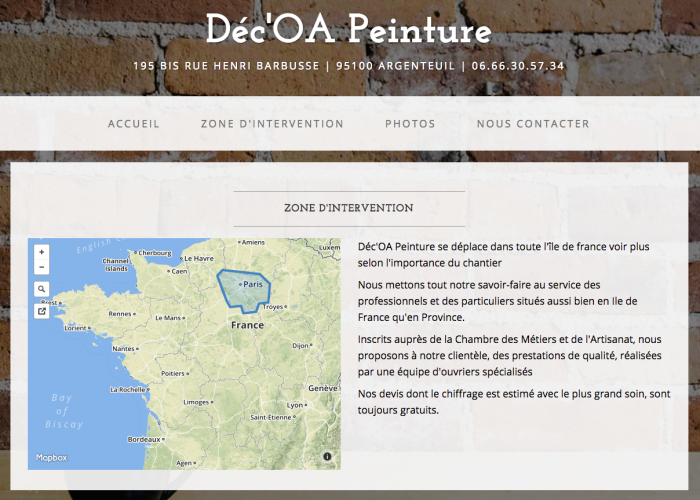 Déc'OA Peinture
195 BIS RUE HENRI BARBUSSE | 95100 ARGENTEUIL | 06.66.30.57.34
ACCUEIL ZONE D'INTERVENTION PHOTOS NOUS CONTACTER
ZONE D'INTERVENTION
English C
Amiens
Luxem
Cherbourg
Le Havre
Channel
Islands
Caen
Paris
Brest
Troyes
Rennes
Le Mans
France
Lorient
Nantes
Dijon
Poitiers
La Rochelle
Genève
Limoges
Lyon
Bay
of
Biscay
Saint-Étienne
Bordeaux
Agen
Mapbox
Déc'OA Peinture se déplace dans toute l'île de france voir plus
selon l'importance du chantier
Nous mettons tout notre savoir-faire au service des
professionnels et des particuliers situés aussi bien en Ile de
France qu'en Province.
Inscrits auprès de la Chambre des Métiers et de l'Artisanat, nous
proposons à notre clientèle, des prestations de qualité, réalisées
par une équipe d'ouvriers spécialisés
Nos devis dont le chiffrage est estimé avec le plus grand soin, sont
toujours gratuits.